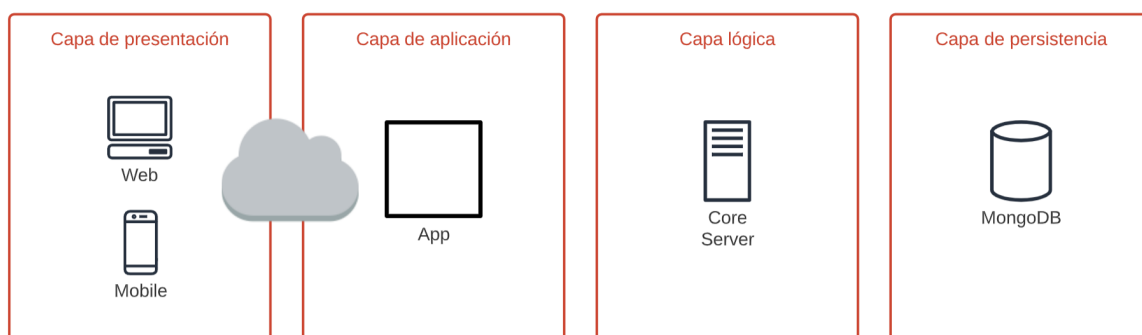 Capa de presentación
Capa de aplicación
Capa lógica
Capa de persistencia
Web
Mobile
App
Core
Server
MongoDB